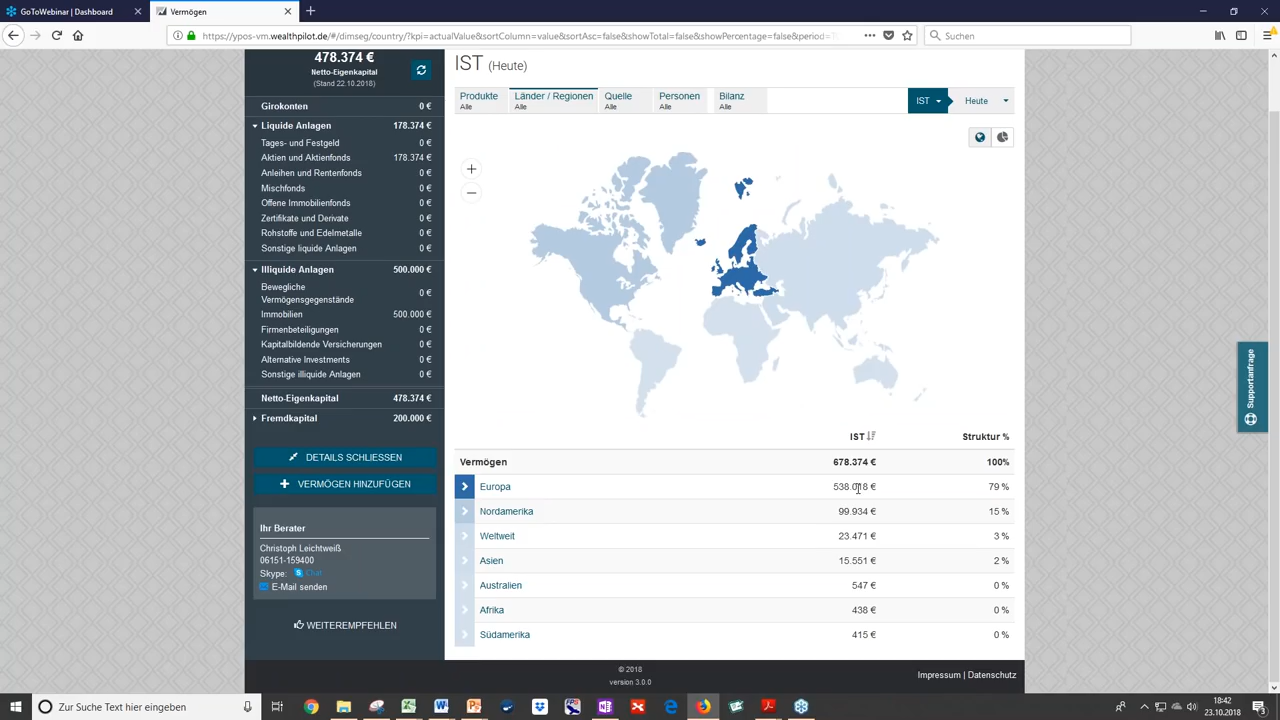 GoToWebinar | Dashboard
Vermögen
https://ypos-vm.wealthpilot.de/#/dimseg/country/?kpi=actualValue&sortColumn=value&sortAsc=false&showTotal=false&showPercentage=false&period=
Suchen
478.374 €
Netto-Eigenkapital
(Stand 22.10.2018)
Girokonten 0 €
Liquide Anlagen 178.374 €
Tages- und Festgeld 0 €
Aktien und Aktienfonds 178.374 €
Anleihen und Rentenfonds 0 €
Mischfonds 0 €
Offene Immobilienfonds 0 €
Zertifikate und Derivate 0 €
Rohstoffe und Edelmetalle 0 €
Sonstige liquide Anlagen 0 €
Illiquide Anlagen 500.000 €
Bewegliche
Vermögensgegenstände 0 €
Immobilien 500.000 €
Firmenbeteiligungen 0 €
Kapitalbildende Versicherungen 0 €
Alternative Investments 0 €
Sonstige illiquide Anlagen 0 €
Netto-Eigenkapital 478.374 €
Fremdkapital 200.000 €
DETAILS SCHLIESSEN
VERMÖGEN HINZUFÜGEN
Ihr Berater
Christoph Leichtweiß
06151-159400
Skype: Chat
E-Mail senden
WEITEREMPFEHLEN
IST (Heute)
Produkte Länder / Regionen Quelle Personen Bilanz
Alle Alle Alle Alle Alle
IST Heute
IST Struktur %
Vermögen 678.374 € 100%
Europa 538.018 € 79 %
Nordamerika 99.934 € 15 %
Weltweit 23.471 € 3 %
Asien 15.551 € 2 %
Australien 547 € 0 %
Afrika 438 € 0 %
Südamerika 415 € 0 %
© 2018
version 3.0.0
Impressum | Datenschutz
Supportanfrage
Zur Suche Text hier eingeben
18:42
23.10.2018